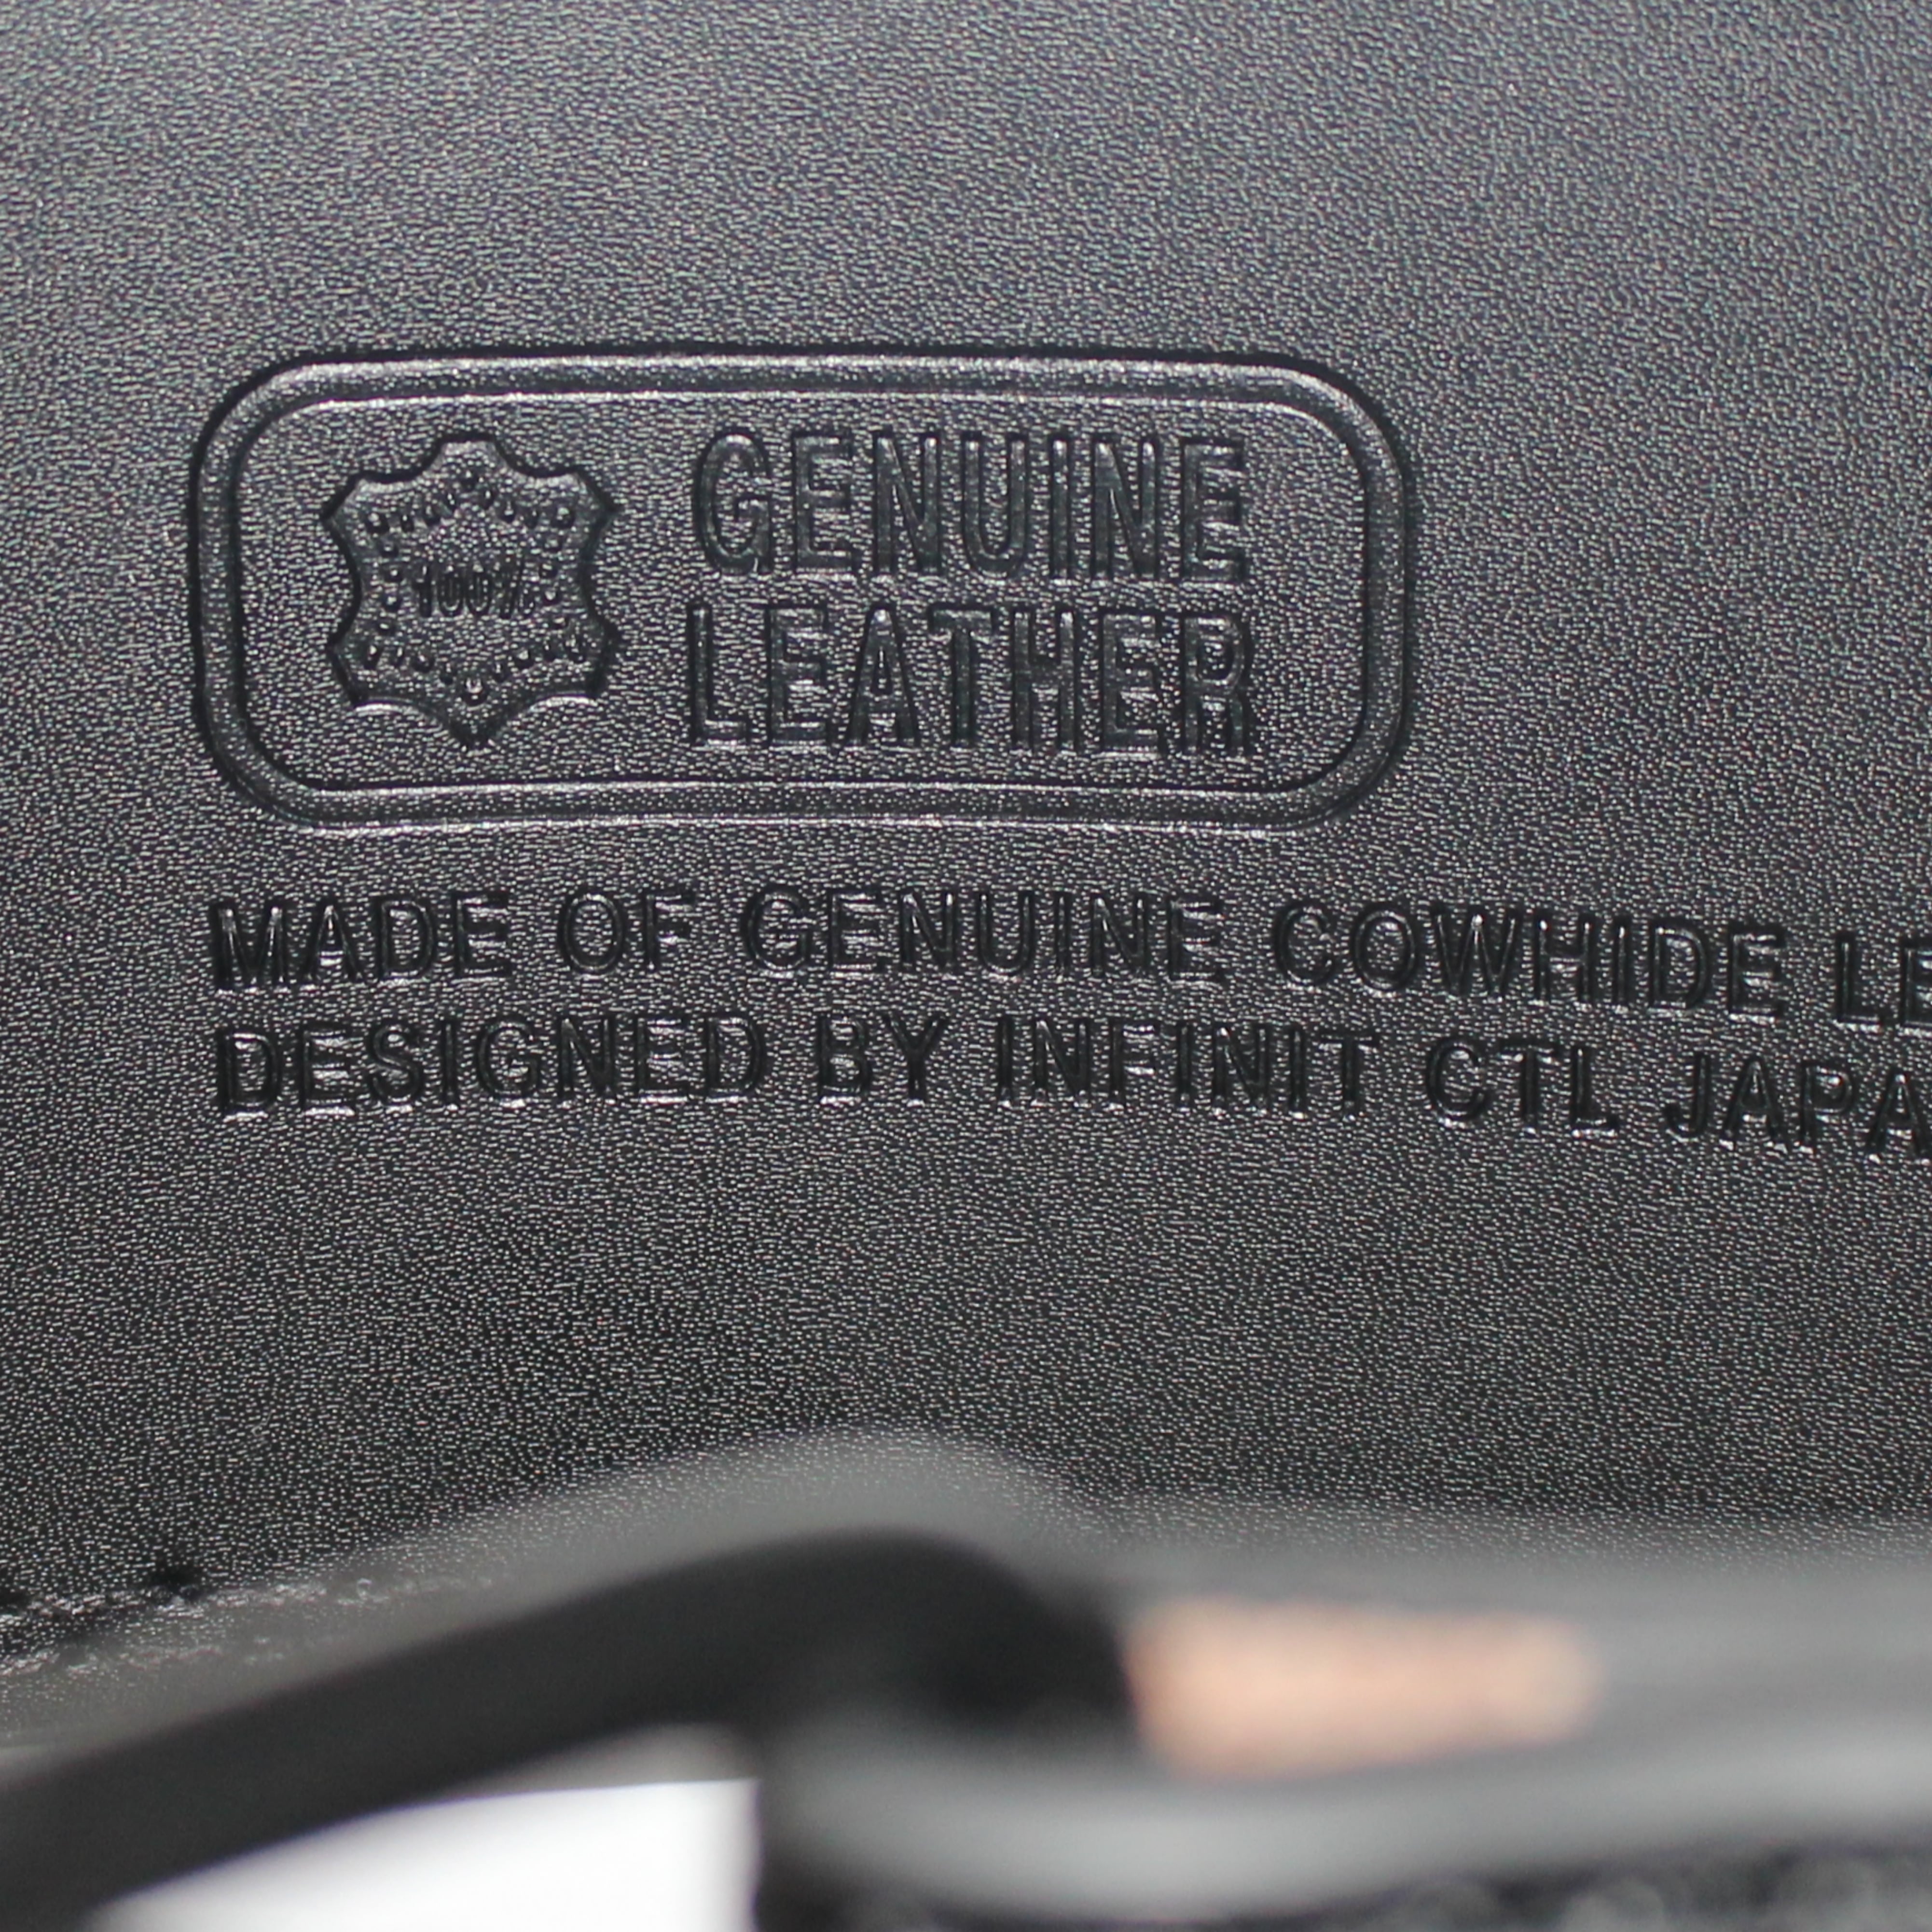 100%
GENUINE
LEATHER
MADE OF GENUINE COWHIDE LE
DESIGNED BY INFINIT CTL JAPA